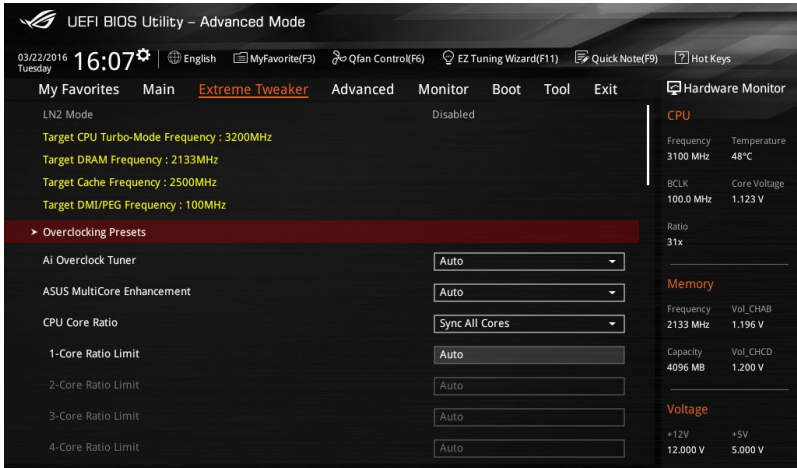 UEFI BIOS Utility – Advanced Mode
03/22/2016 Tuesday 16:07 English MyFavorite(F3) Qfan Control(F6) EZ Tuning Wizard(F11) Quick Note(F9) ? Hot Keys
My Favorites Main Extreme Tweaker Advanced Monitor Boot Tool Exit
LN2 Mode Disabled
Target CPU Turbo-Mode Frequency : 3200MHz
Target DRAM Frequency : 2133MHz
Target Cache Frequency : 2500MHz
Target DMI/PEG Frequency : 100MHz
Overclocking Presets
Ai Overclock Tuner Auto
ASUS MultiCore Enhancement Auto
CPU Core Ratio Sync All Cores
1-Core Ratio Limit Auto
2-Core Ratio Limit Auto
3-Core Ratio Limit Auto
4-Core Ratio Limit Auto
Hardware Monitor
CPU
Frequency Temperature
3100 MHz 48°C
BCLK Core Voltage
100.0 MHz 1.123 V
Ratio
31x
Memory
Frequency Vol_CHAB
2133 MHz 1.196 V
Capacity Vol_CHCD
4096 MB 1.200 V
Voltage
+12V +5V
12.000 V 5.000 V